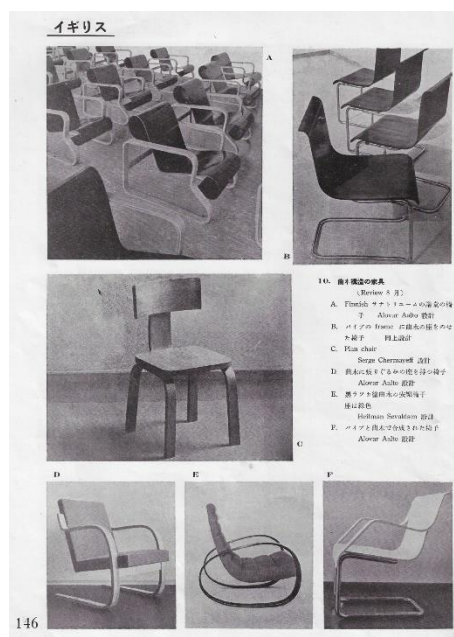 イギリス
A
B
10. 曲木構造の家具
(Review 8 月)
A. Finnish サナトリユームの講室の椅
子 Alovar Aalto 設計
B. パイプの frame に曲木の座をのせ
た椅子 同上設計
C. Plan chair
Serge Chermayeff 設計
D 曲木に張りぐるみの座を持つ椅子
Alovar Aalto 設計
E. 黒ラツカ塗曲木の安楽椅子
座は緑色
Hellman Sevaldsen 設計
F. パイプと曲木で合成された椅子
Alovar Aalto 設計
C
D
E
F
146